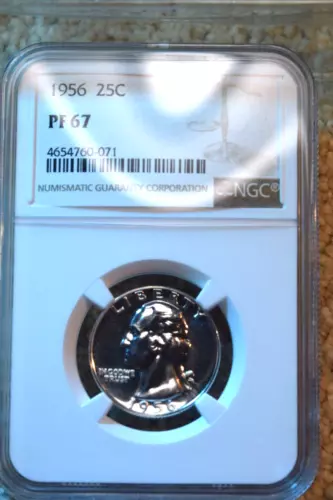 1956 25C
PF 67
4654760-071
NUMISMATIC GUARANTY CORPORATION NGC®
LIBERTY
IN GOD WE
TRUST
1956